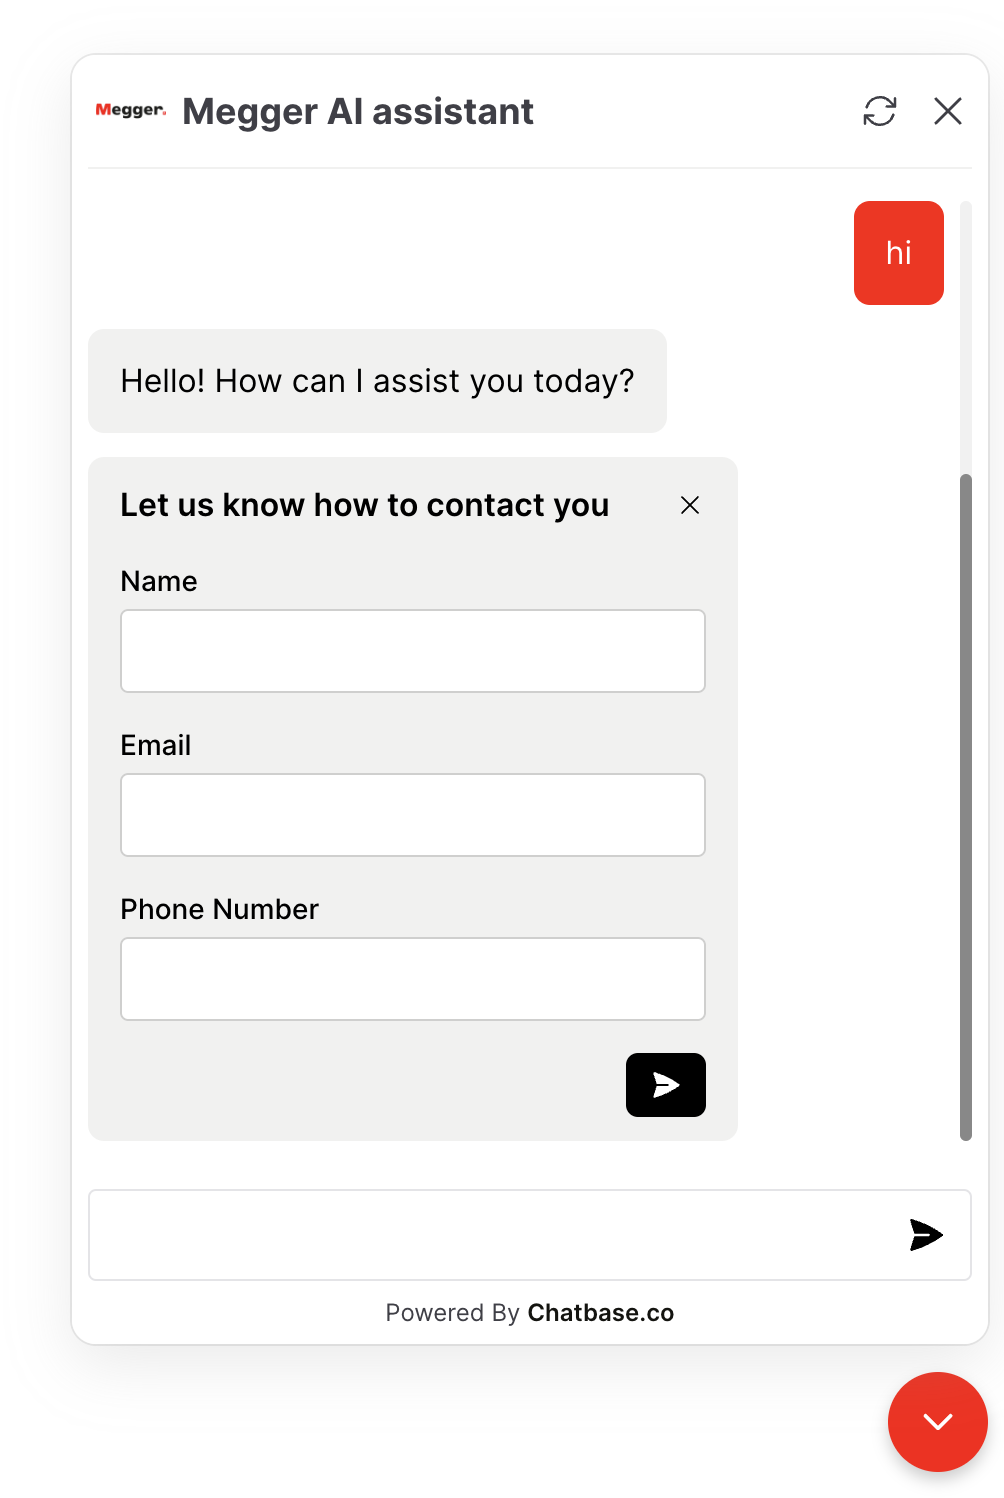 Megger. Megger AI assistant
hi
Hello! How can I assist you today?
Let us know how to contact you
Name
Email
Phone Number
Powered By Chatbase.co